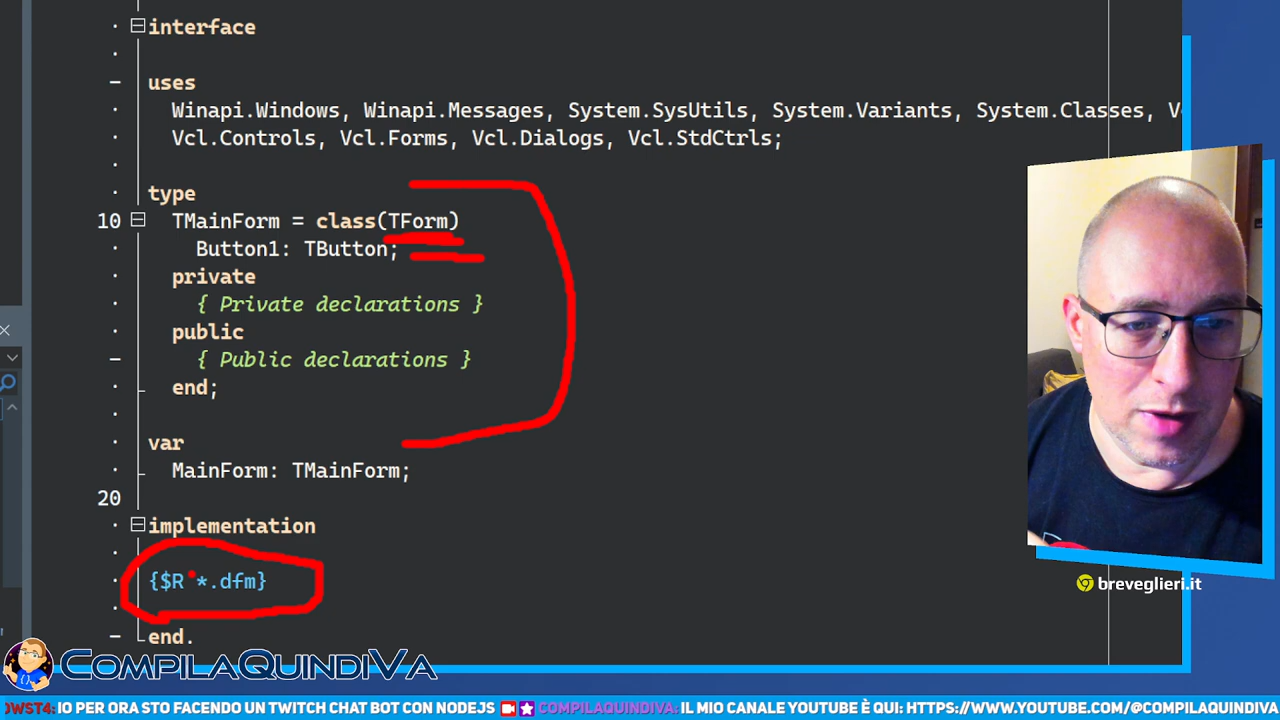 interface
uses
Winapi.Windows, Winapi.Messages, System.SysUtils, System.Variants, System.Classes,
Vcl.Controls, Vcl.Forms, Vcl.Dialogs, Vcl.StdCtrls;
type
10 TMainForm = class(TForm)
Button1: TButton;
private
{ Private declarations }
public
{ Public declarations }
end;
var
MainForm: TMainForm;
20
implementation
{$R *.dfm}
end.
breveglieri.it
COMPILAQUINDIVA
OWST4: IO PER ORA STO FACENDO UN TWITCH CHAT BOT CON NODEJS COMPILAQUINDIVA: IL MIO CANALE YOUTUBE È QUI: HTTPS://WWW.YOUTUBE.COM/@COMPILAQUINDIVA